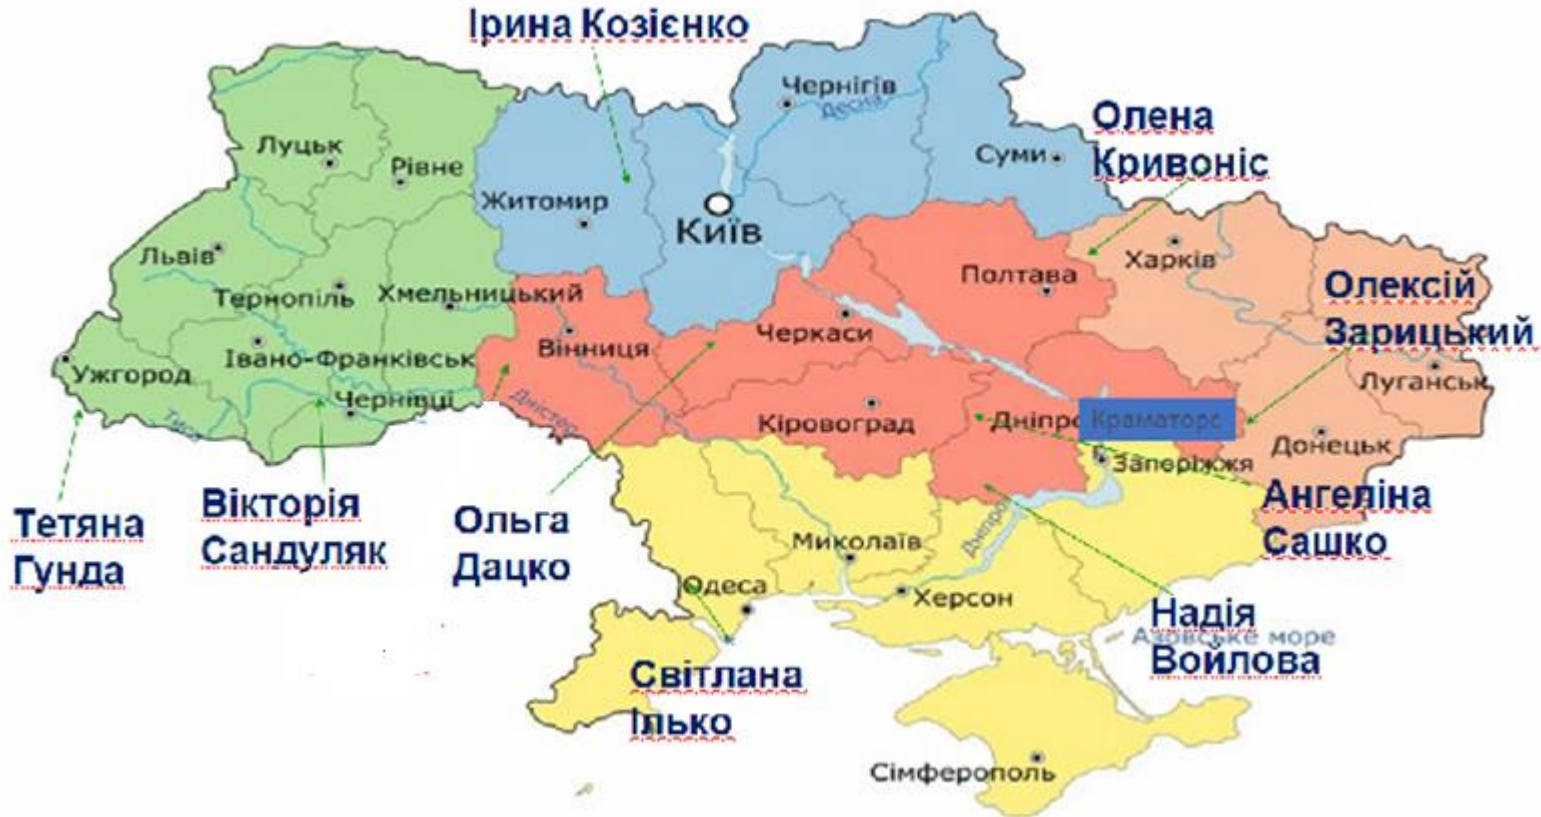 Ірина Козієнко
Чернігів
Десна
Олена
Кривоніс
Луцьк
Рівне
Суми
Житомир
Київ
Львів
Харків
Полтава
Тернопіль
Хмельницький
Олексій
Зарицький
Черкаси
Вінниця
Івано-Франківськ
Ужгород
Луганськ
Чернівці
Дністер
Тиса
Кіровоград
Дніпро
Краматорс
Донецьк
Запоріжжя
Тетяна
Гунда
Вікторія
Сандуляк
Ольга
Дацко
Ангеліна
Сашко
Дніпро
Миколаїв
Одеса
Херсон
Надія
Войлова
Азовське море
Світлана
Ілько
Сімферополь